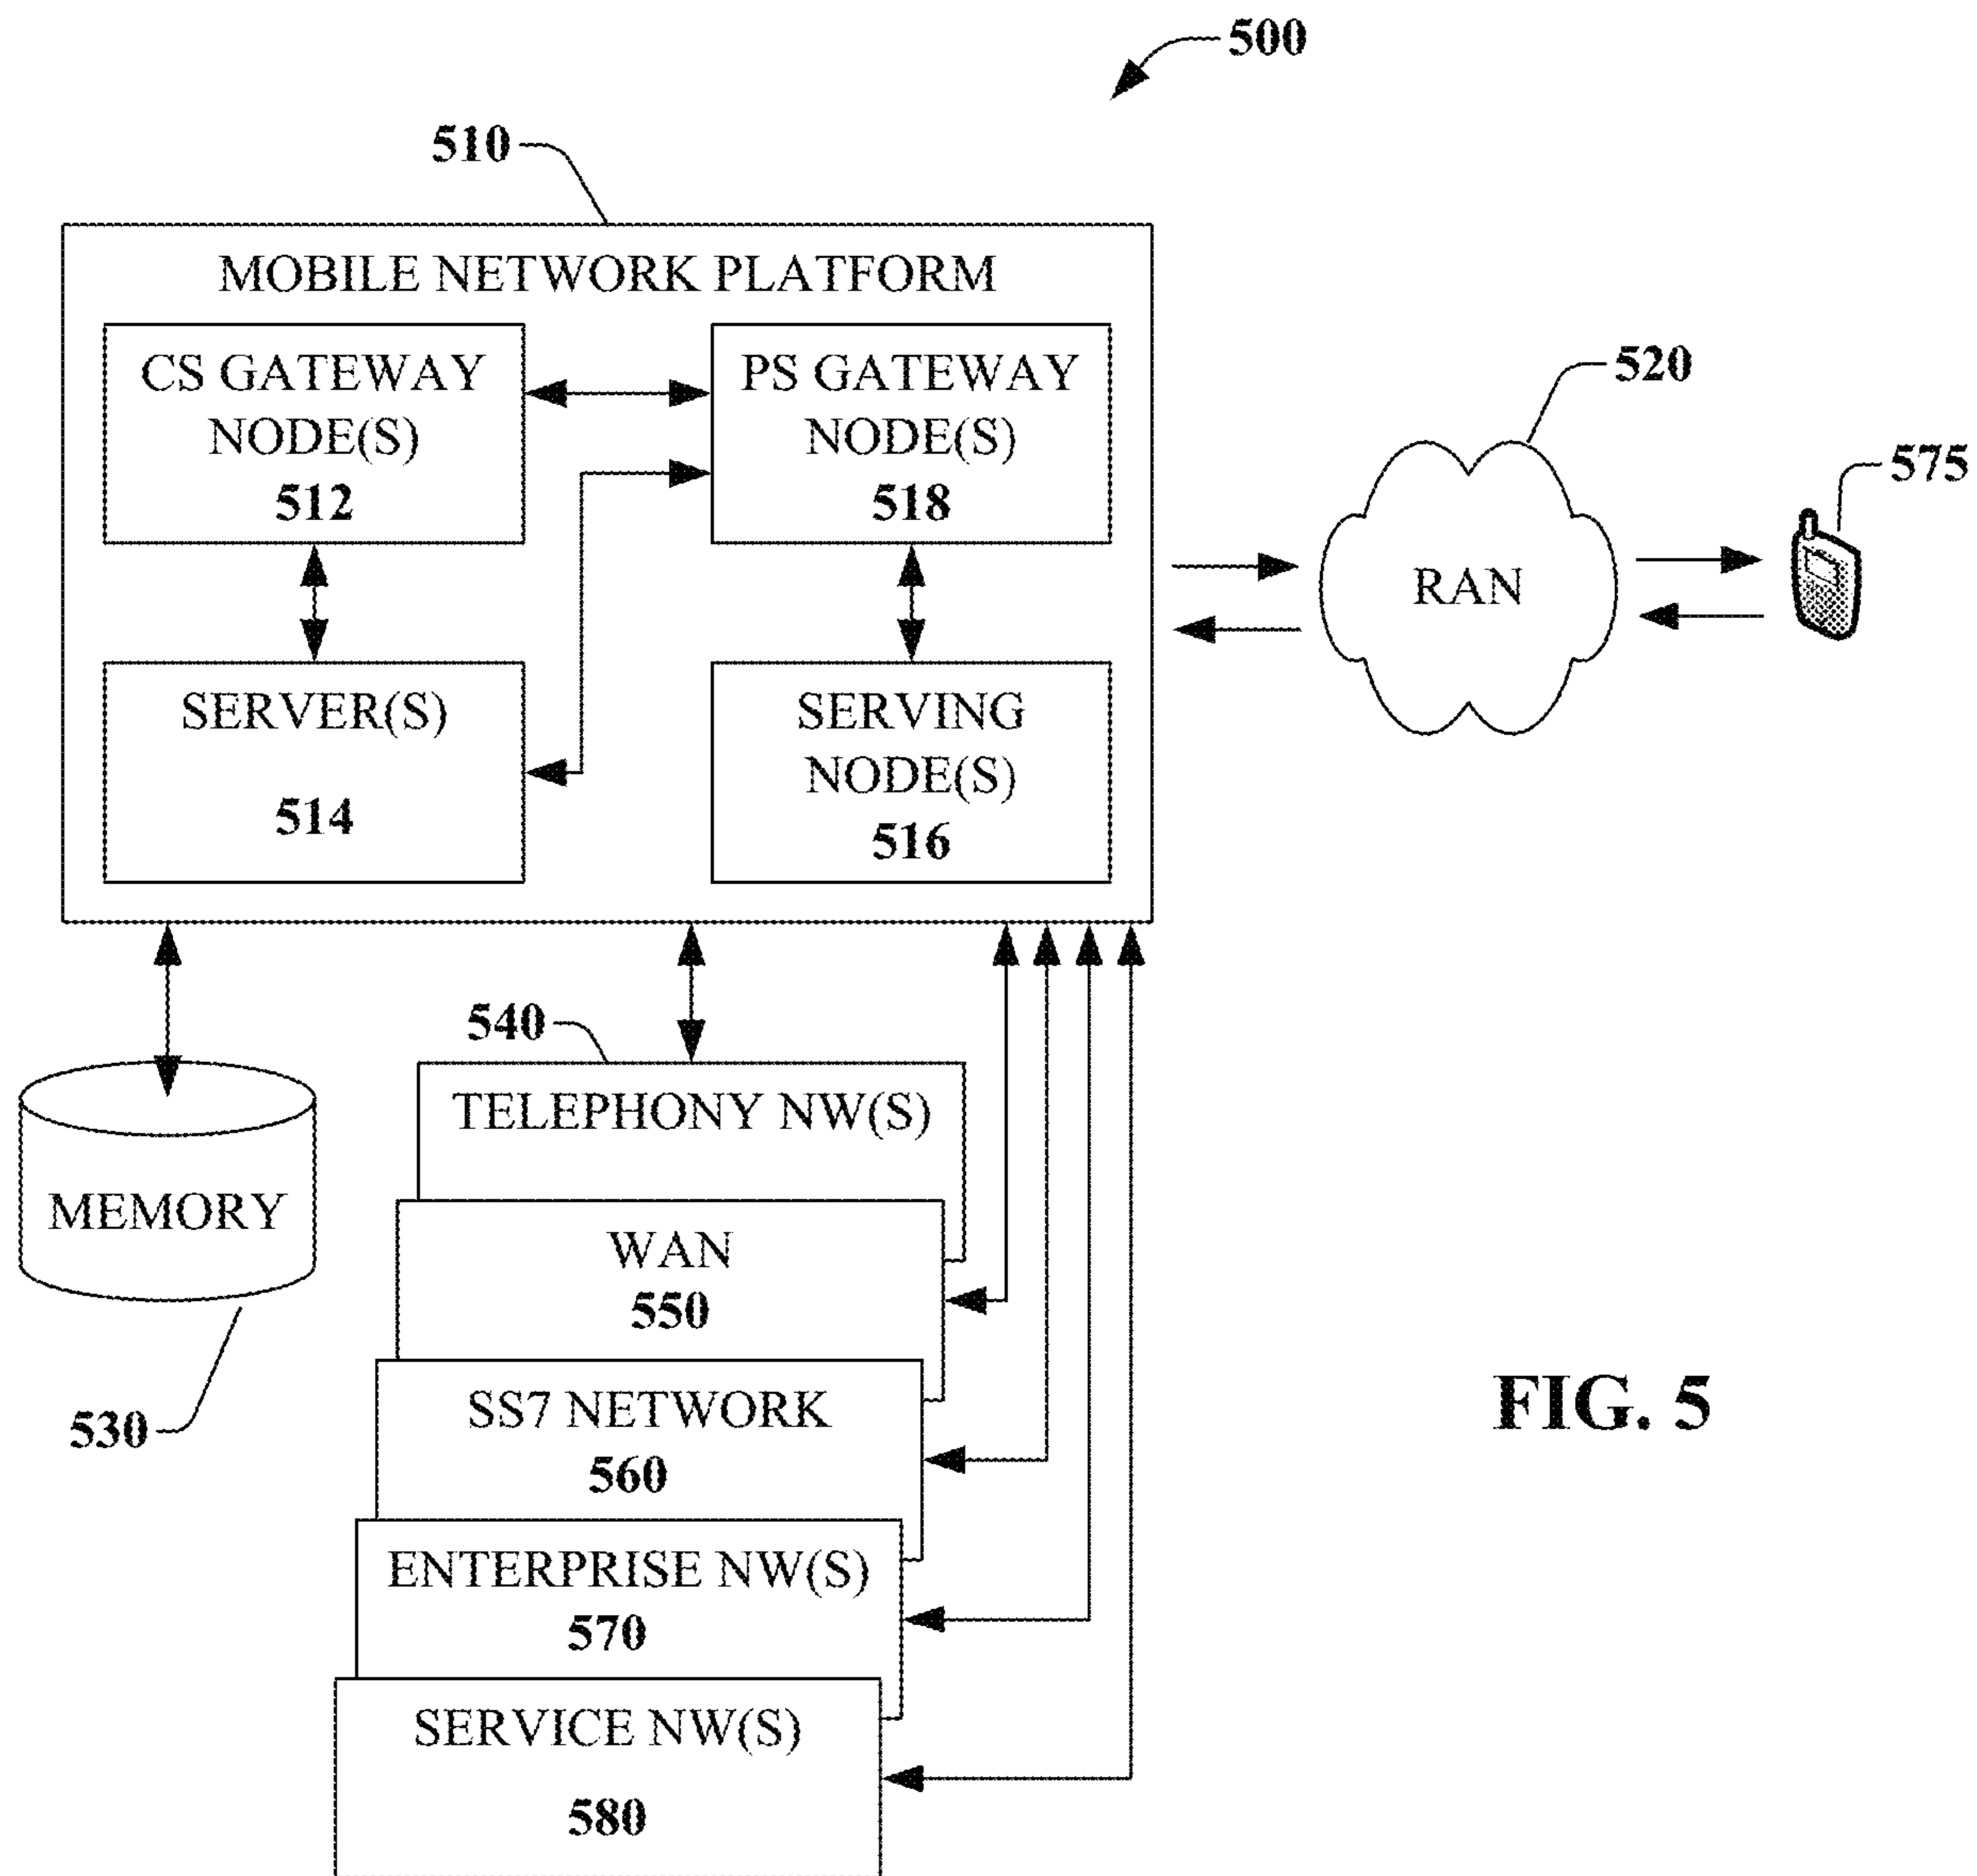 500
510
MOBILE NETWORK PLATFORM
CS GATEWAY
NODE(S)
512
PS GATEWAY
NODE(S)
518
SERVER(S)
514
SERVING
NODE(S)
516
520
RAN
575
540
TELEPHONY NW(S)
MEMORY
530
WAN
550
SS7 NETWORK
560
ENTERPRISE NW(S)
570
SERVICE NW(S)
580
FIG. 5